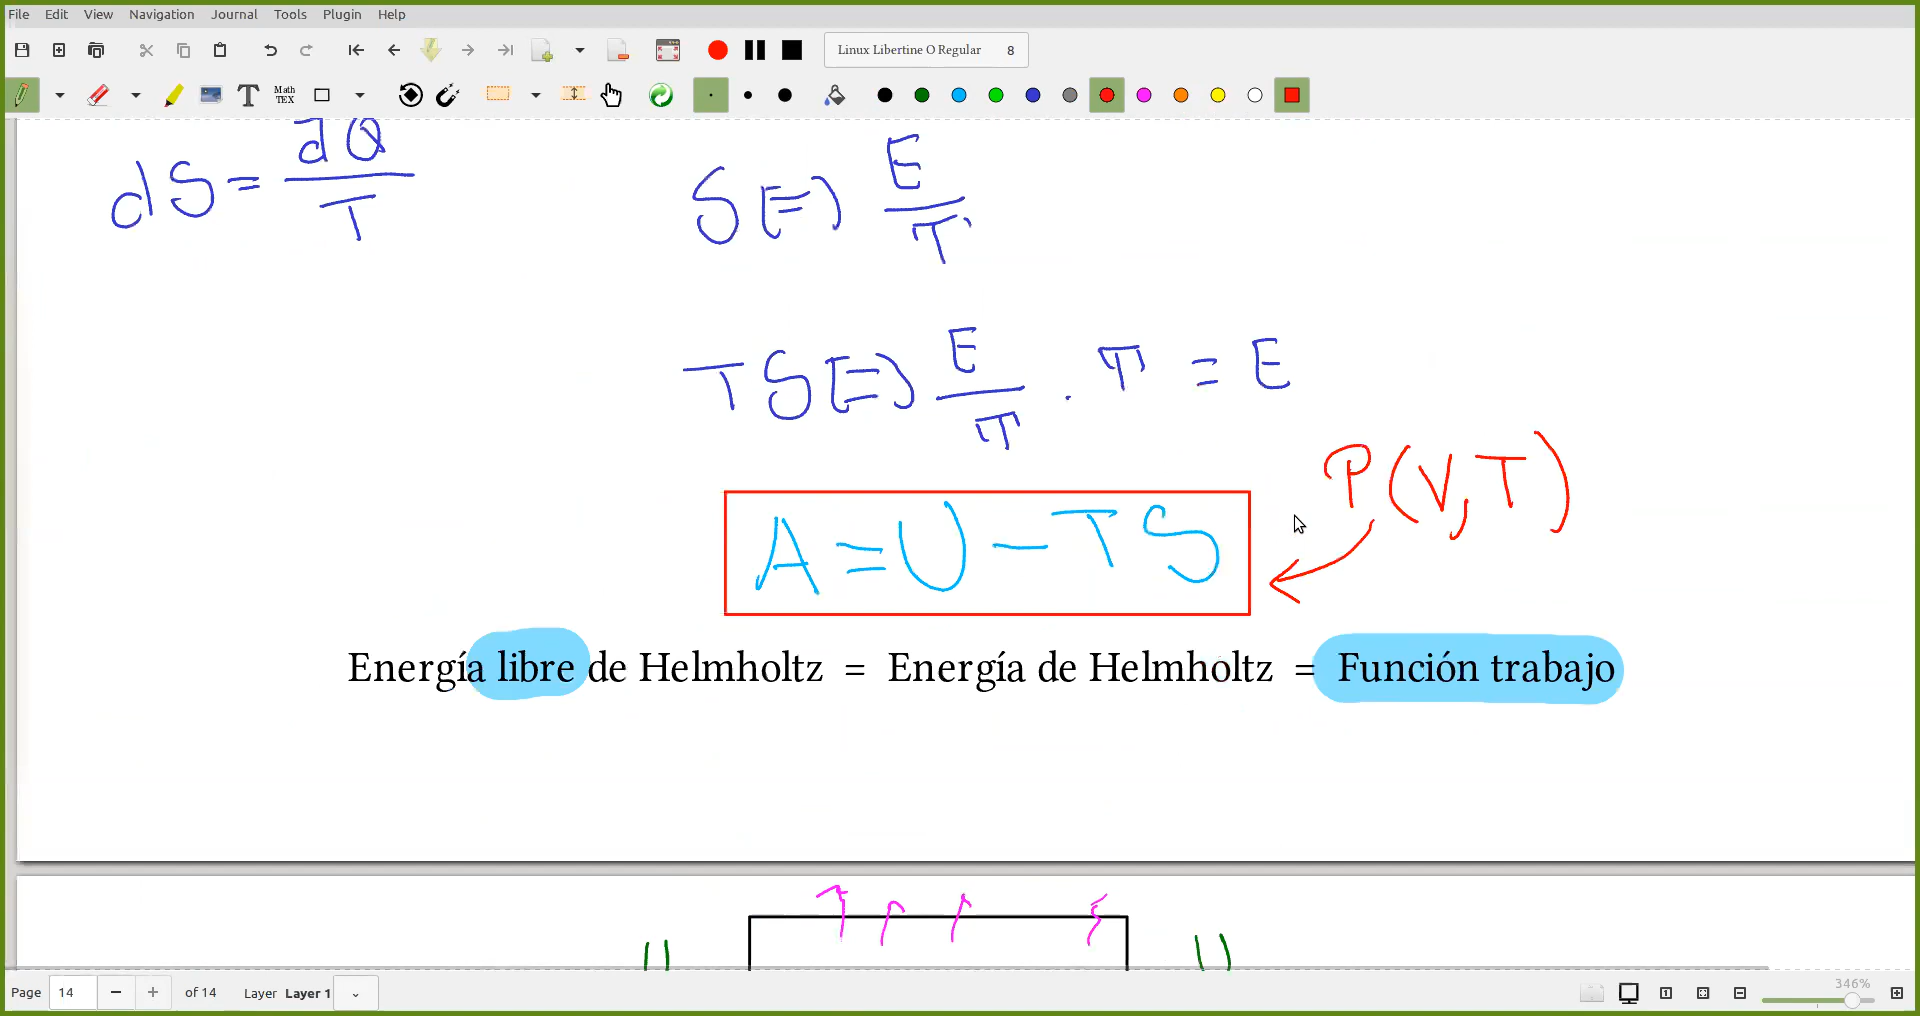 File Edit View Navigation Journal Tools Plugin Help
Linux Libertine O Regular 8
Math
TEX
dS = đQ / T
S [=] E / T
TS [=] E / T · T = E
P(V, T)
A = U - TS
Energía libre de Helmholtz = Energía de Helmholtz = Función trabajo
346%
Page 14 of 14 Layer Layer 1